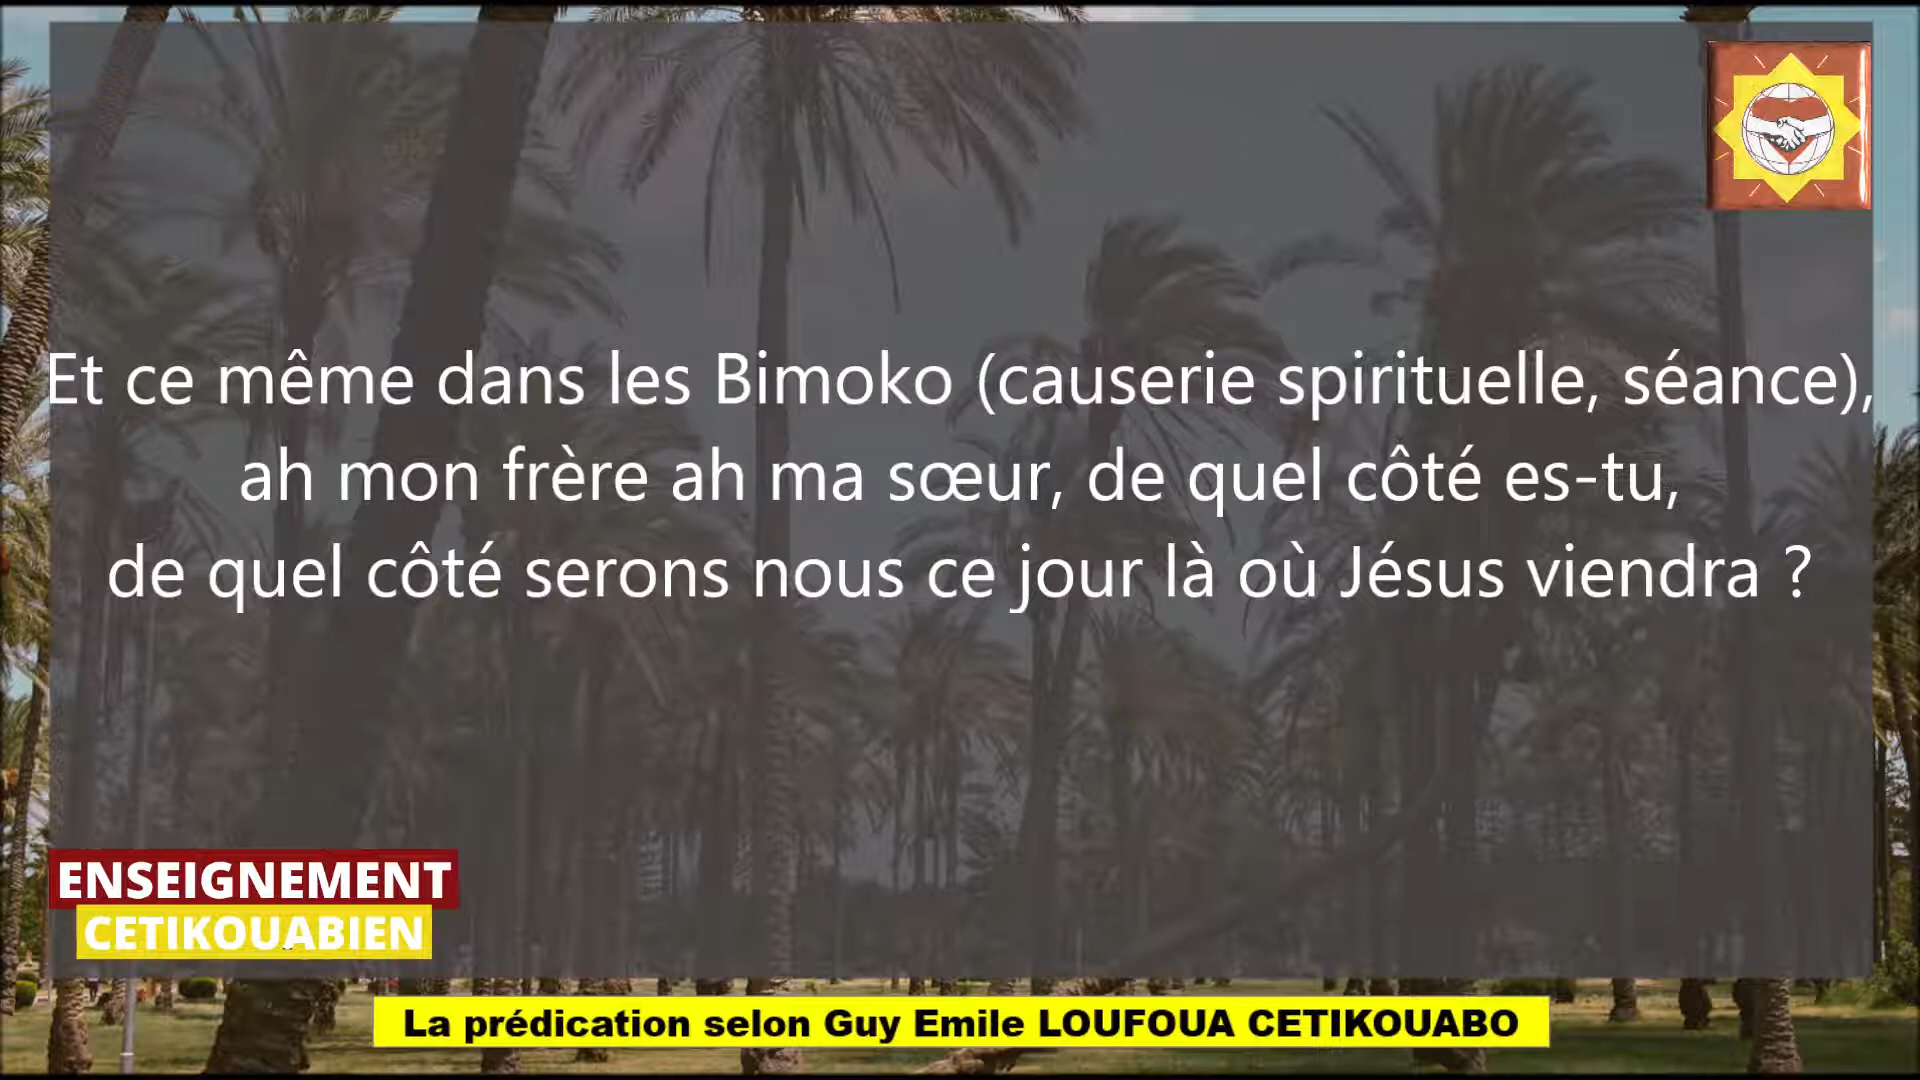 Et ce même dans les Bimoko (causerie spirituelle, séance),
ah mon frère ah ma sœur, de quel côté es-tu,
de quel côté serons nous ce jour là où Jésus viendra ?
ENSEIGNEMENT
CETIKOUABIEN
La prédication selon Guy Emile LOUFOUA CETIKOUABO